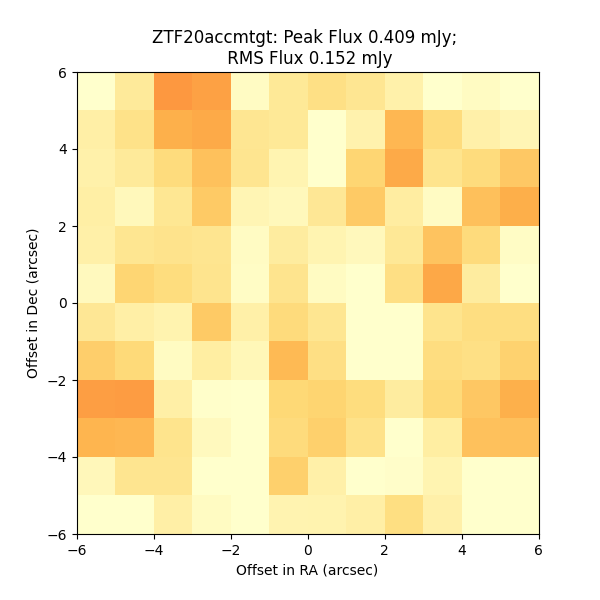 ZTF20accmtgt: Peak Flux 0.409 mJy;
RMS Flux 0.152 mJy
6
4
2
0
−2
−4
−6
Offset in Dec (arcsec)
−6 −4 −2 0 2 4 6
Offset in RA (arcsec)